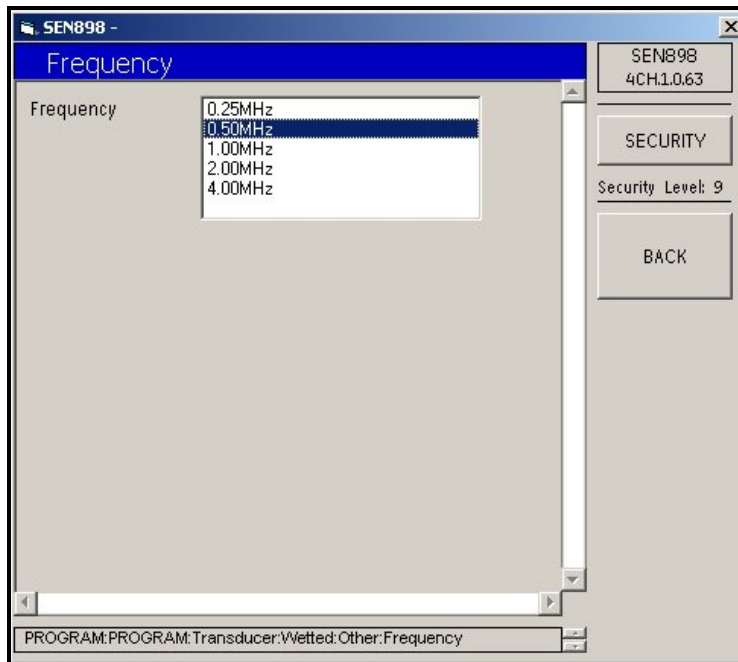 SEN898 -
Frequency
Frequency
0.25MHz
0.50MHz
1.00MHz
2.00MHz
4.00MHz
SEN898
4CH.1.0.63
SECURITY
Security Level: 9
BACK
PROGRAM:PROGRAM:Transducer:Wetted:Other:Frequency